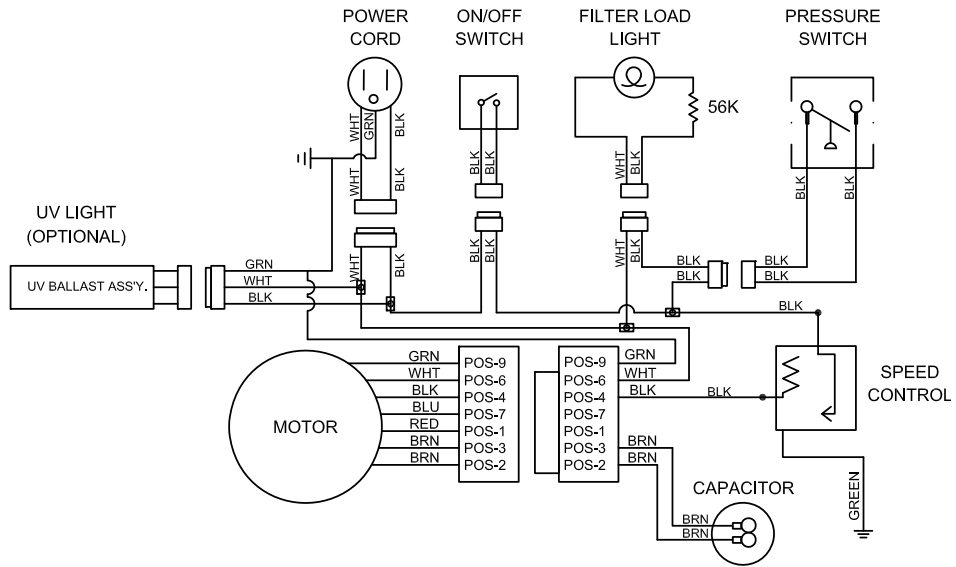 POWER
CORD
ON/OFF
SWITCH
FILTER LOAD
LIGHT
PRESSURE
SWITCH
56K
WHT
GRN
BLK
BLK
BLK
WHT
BLK
BLK
BLK
WHT
BLK
UV LIGHT
(OPTIONAL)
WHT
BLK
BLK
BLK
WHT
BLK
BLK
BLK
BLK
BLK
UV BALLAST ASS'Y.
GRN
WHT
BLK
BLK
MOTOR
GRN
WHT
BLK
BLU
RED
BRN
BRN
POS-9
POS-6
POS-4
POS-7
POS-1
POS-3
POS-2
POS-9
POS-6
POS-4
POS-7
POS-1
POS-3
POS-2
GRN
WHT
BLK
BLK
BRN
BRN
SPEED
CONTROL
CAPACITOR
BRN
BRN
GREEN